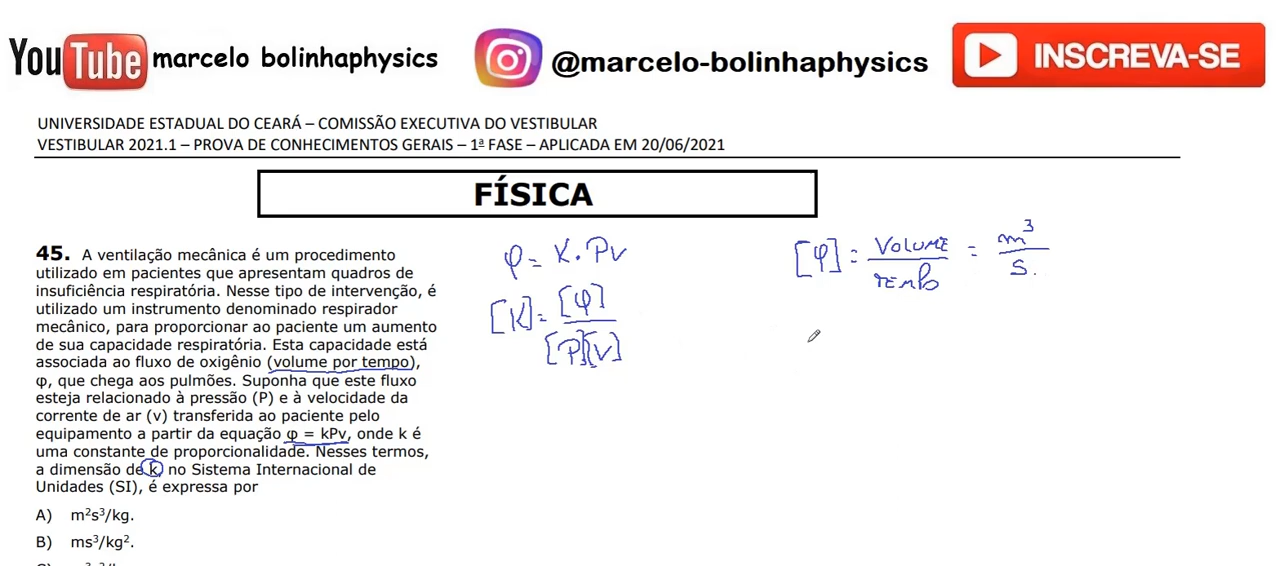 YouTube marcelo bolinhaphysics @marcelo-bolinhaphysics INSCREVA-SE
UNIVERSIDADE ESTADUAL DO CEARÁ – COMISSÃO EXECUTIVA DO VESTIBULAR
VESTIBULAR 2021.1 – PROVA DE CONHECIMENTOS GERAIS – 1ª FASE – APLICADA EM 20/06/2021
FÍSICA
45. A ventilação mecânica é um procedimento
utilizado em pacientes que apresentam quadros de
insuficiência respiratória. Nesse tipo de intervenção, é
utilizado um instrumento denominado respirador
mecânico, para proporcionar ao paciente um aumento
de sua capacidade respiratória. Esta capacidade está
associada ao fluxo de oxigênio (volume por tempo),
φ, que chega aos pulmões. Suponha que este fluxo
esteja relacionado à pressão (P) e à velocidade da
corrente de ar (v) transferida ao paciente pelo
equipamento a partir da equação φ = kPv, onde k é
uma constante de proporcionalidade. Nesses termos,
a dimensão de k, no Sistema Internacional de
Unidades (SI), é expressa por
A) m²s³/kg.
B) ms³/kg².
φ = K · Pv
[K] = [φ]
[P][V]
[φ] = VOLUME = m³
TEMPO S.